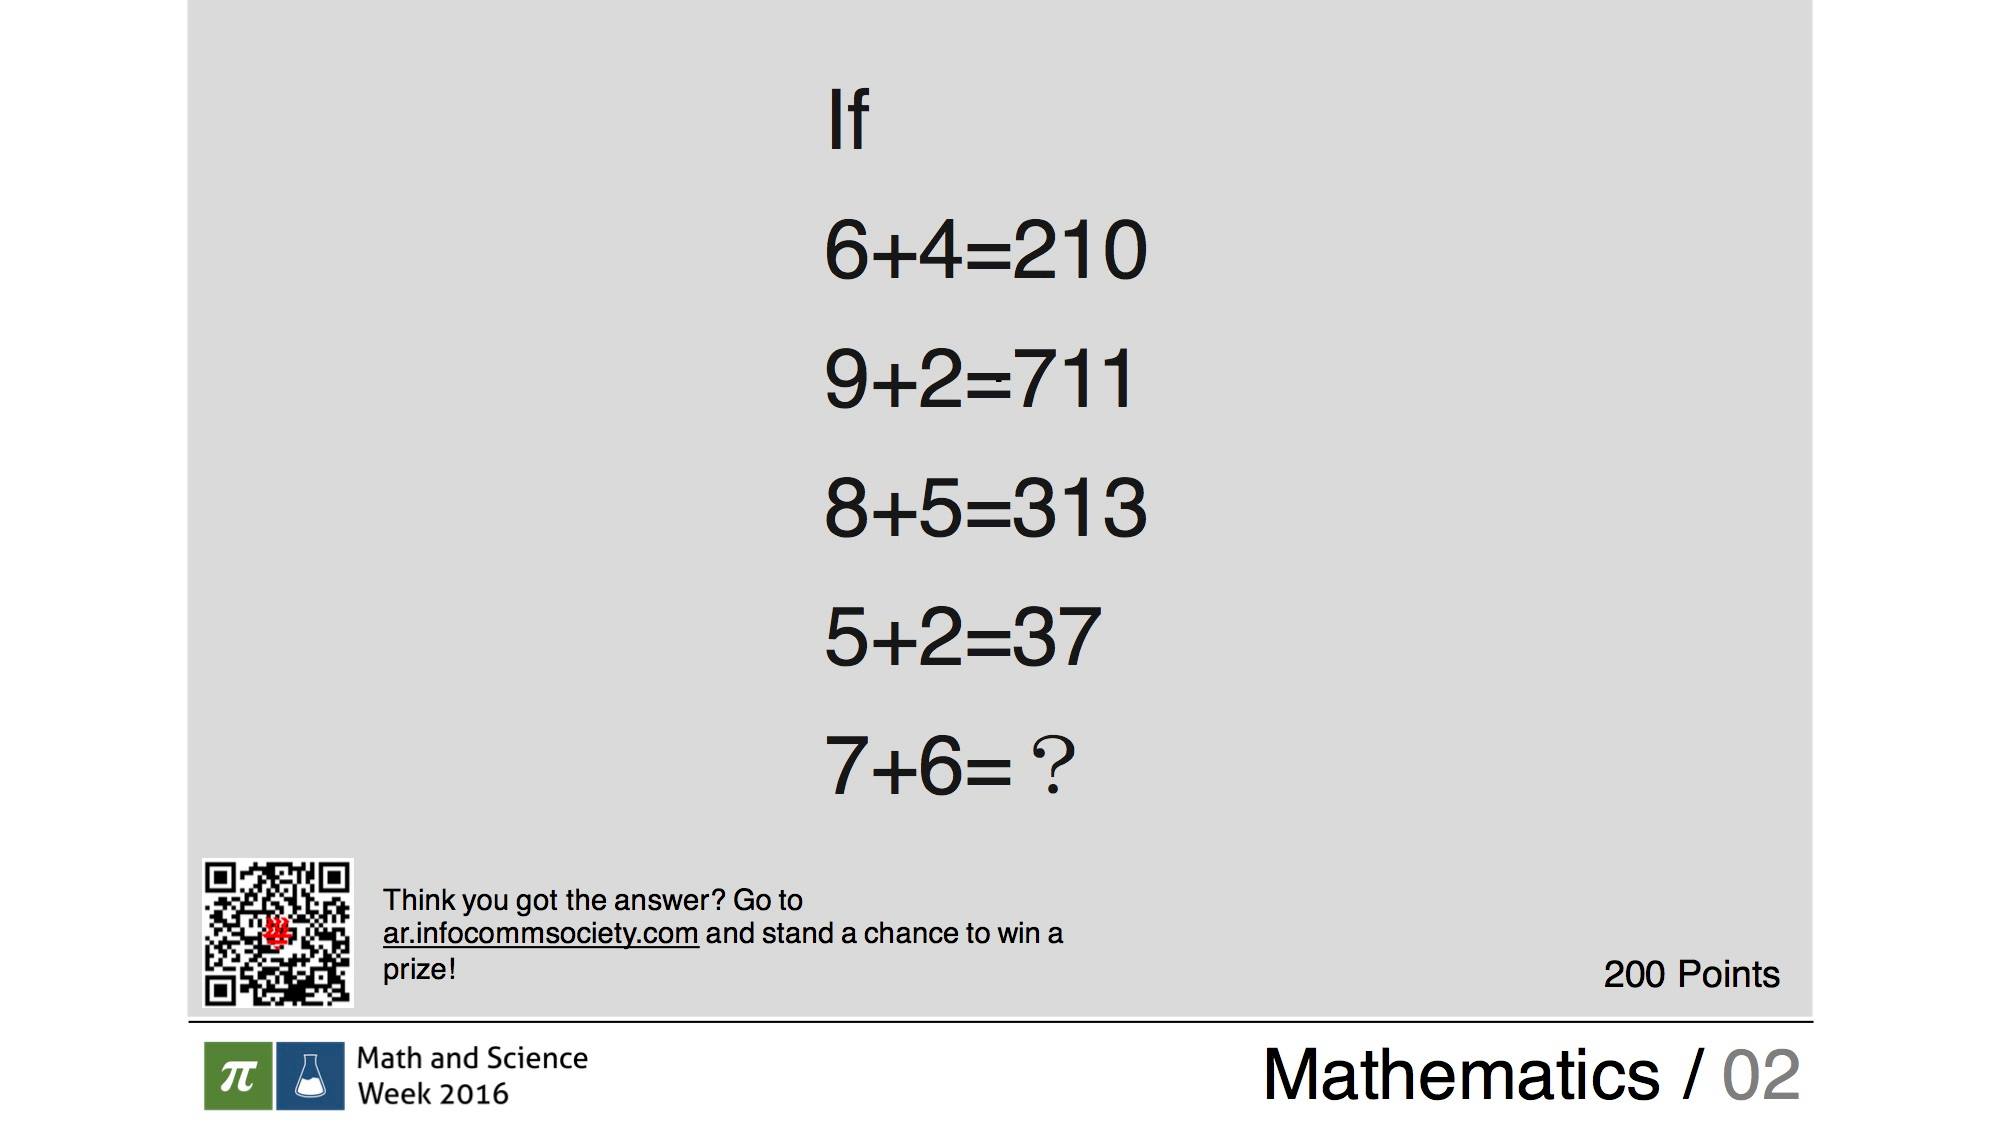 If
6+4=210
9+2=711
8+5=313
5+2=37
7+6=？
Think you got the answer? Go to
ar.infocommsociety.com and stand a chance to win a
prize!
200 Points
π
Math and Science
Week 2016
Mathematics / 02